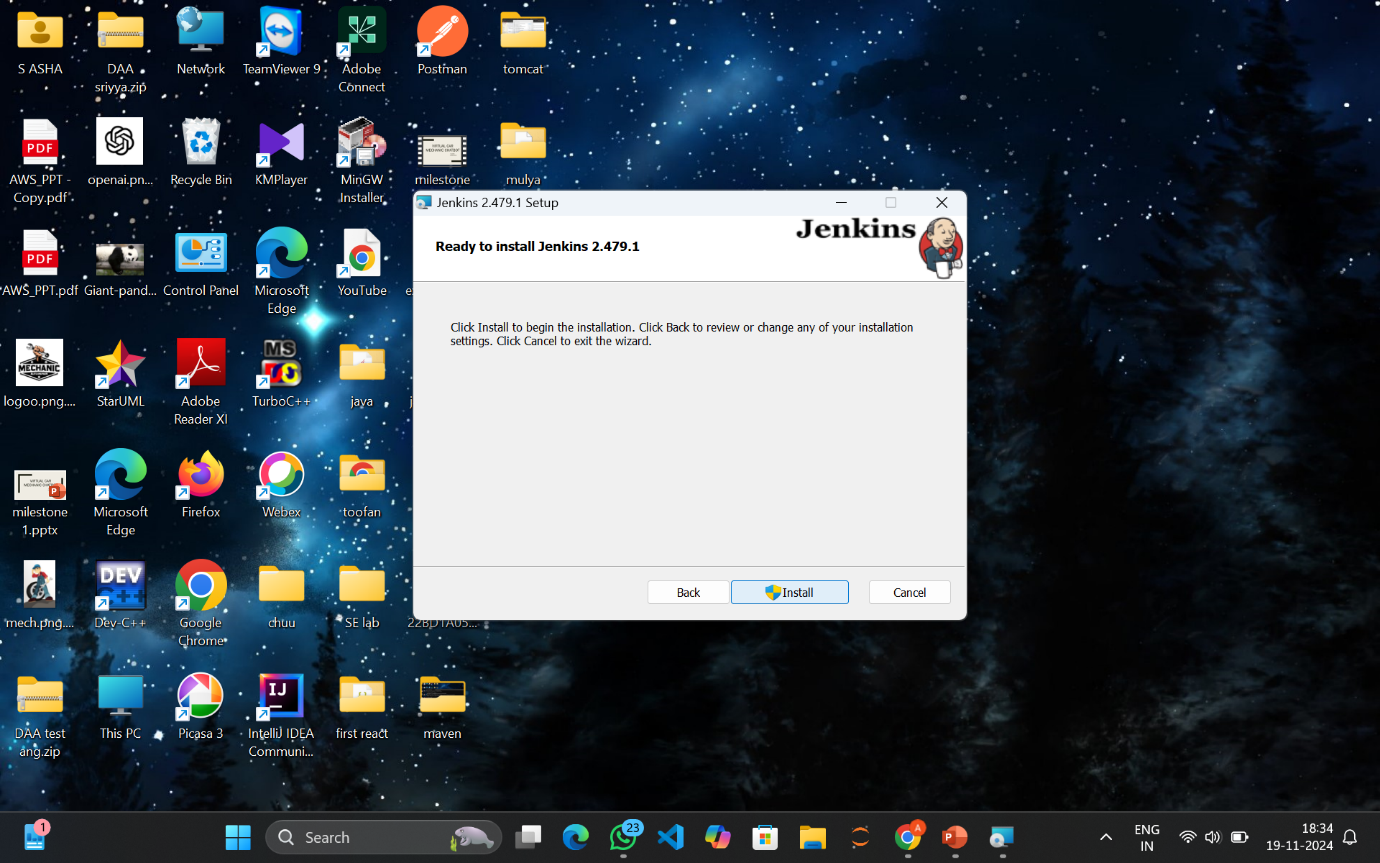 S ASHA
DAA sriyya.zip
Network
TeamViewer 9
Adobe Connect
Postman
tomcat
PDF
AWS_PPT - Copy.pdf
openai.pn...
Recycle Bin
KMPlayer
MinGW Installer
milestone
mulya
Jenkins 2.479.1 Setup
Ready to install Jenkins 2.479.1
Jenkins
Click Install to begin the installation. Click Back to review or change any of your installation
settings. Click Cancel to exit the wizard.
Back
Install
Cancel
PDF
AWS_PPT.pdf
Giant-pand...
Control Panel
Microsoft Edge
YouTube
MECHANIC
logoo.png....
StarUML
Adobe Reader XI
MS
TurboC++
java
milestone 1.pptx
Microsoft Edge
Firefox
Webex
toofan
mech.png....
DEV
Dev-C++
Google Chrome
chuu
SE lab
22BD1A05...
DAA test ang.zip
This PC
Picasa 3
IJ
IntelliJ IDEA Communi...
first react
maven
1
Search
23
A
ENG
IN
18:34
19-11-2024